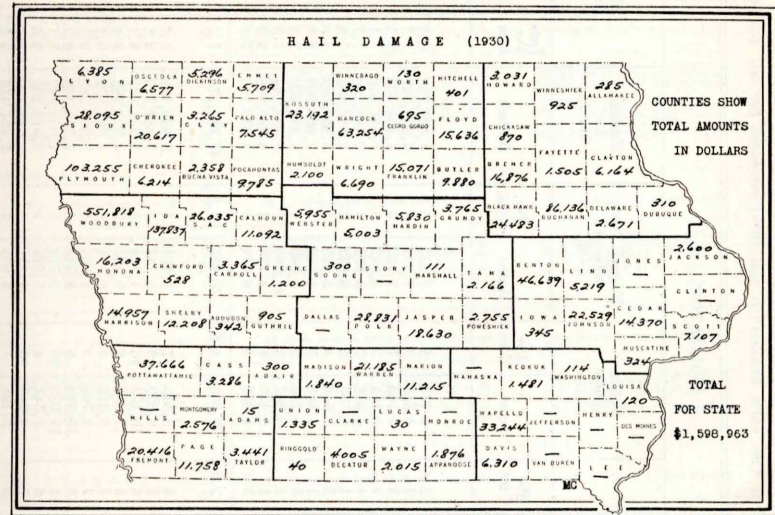 HAIL DAMAGE (1930)
COUNTIES SHOW
TOTAL AMOUNTS
IN DOLLARS
6.385
LYON
OSCEOLA
6.577
5.296
DICKINSON
EMMET
5.709
28.095
SIOUX
O'BRIEN
20.617
3.265
CLAY
PALO ALTO
7.545
103.255
PLYMOUTH
CHEROKEE
6.214
2.358
BUENA VISTA
POCAHONTAS
9.785
KOSSUTH
23.192
WINNEBAGO
320
130
WORTH
MITCHELL
401
HANCOCK
63.254
695
CERRO GORDO
FLOYD
15,636
HUMBOLDT
2.100
WRIGHT
6.690
15,071
FRANKLIN
BUTLER
9.880
3.031
HOWARD
WINNESHIEK
925
285
ALLAMAKEE
CHICKASAW
870
BREMER
16,876
FAYETTE
1.505
CLAYTON
6.164
BLACK HAWK
24.483
86.136
BUCHANAN
DELAWARE
2.671
310
DUBUQUE
551,818
WOODBURY
IDA
137.837
26.035
SAC
CALHOUN
11.092
5,955
WEBSTER
HAMILTON
5,003
5.830
HARDIN
3.765
GRUNDY
16,203
MONONA
CRAWFORD
528
3.365
CARROLL
GREENE
1.200
300
BOONE
STORY
—
111
MARSHALL
TAMA
2.166
BENTON
46.639
LINN
5,219
JONES
—
2.600
JACKSON
CLINTON
—
14.957
HARRISON
SHELBY
12.208
AUDUBON
342
905
GUTHRIE
DALLAS
—
28,831
POLK
JASPER
18.630
2.755
POWESHIEK
IOWA
345
22.529
JOHNSON
CEDAR
14.370
SCOTT
7.107
MUSCATINE
324
37.666
POTTAWATTAMIE
CASS
3.286
300
ADAIR
MADISON
1.840
21.185
WARREN
MARION
11.215
—
MAHASKA
KEOKUK
1.481
114
WASHINGTON
LOUISA
120
—
MILLS
MONTGOMERY
2.576
15
ADAMS
UNION
1.335
—
CLARKE
LUCAS
30
—
MONROE
WAPELLO
33.244
—
JEFFERSON
HENRY
—
—
DES MOINES
20.416
FREMONT
PAGE
11.758
3.441
TAYLOR
RINGGOLD
40
4005
DECATUR
WAYNE
2.015
1.876
APPANOOSE
DAVIS
6.310
—
VAN BUREN
LEE
—
TOTAL
FOR STATE
$1,598,963
MC